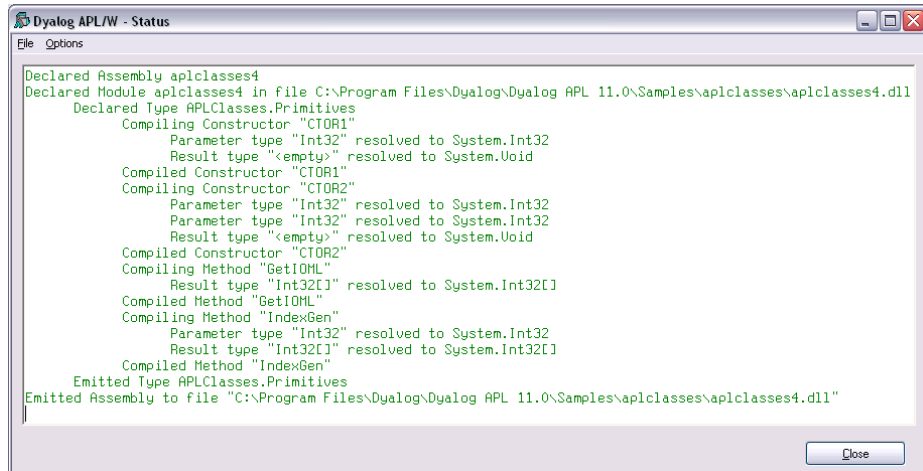 Dyalog APL/W - Status
File Options
Declared Assembly aplclasses4
Declared Module aplclasses4 in file C:\Program Files\Dyalog\Dyalog APL 11.0\Samples\aplclasses\aplclasses4.dll
Declared Type APLClasses.Primitives
Compiling Constructor "CTOR1"
Parameter type "Int32" resolved to System.Int32
Result type "<empty>" resolved to System.Void
Compiled Constructor "CTOR1"
Compiling Constructor "CTOR2"
Parameter type "Int32" resolved to System.Int32
Parameter type "Int32" resolved to System.Int32
Result type "<empty>" resolved to System.Void
Compiled Constructor "CTOR2"
Compiling Method "GetIOML"
Result type "Int32[]" resolved to System.Int32[]
Compiled Method "GetIOML"
Compiling Method "IndexGen"
Parameter type "Int32" resolved to System.Int32
Result type "Int32[]" resolved to System.Int32[]
Compiled Method "IndexGen"
Emitted Type APLClasses.Primitives
Emitted Assembly to file "C:\Program Files\Dyalog\Dyalog APL 11.0\Samples\aplclasses\aplclasses4.dll"
Close